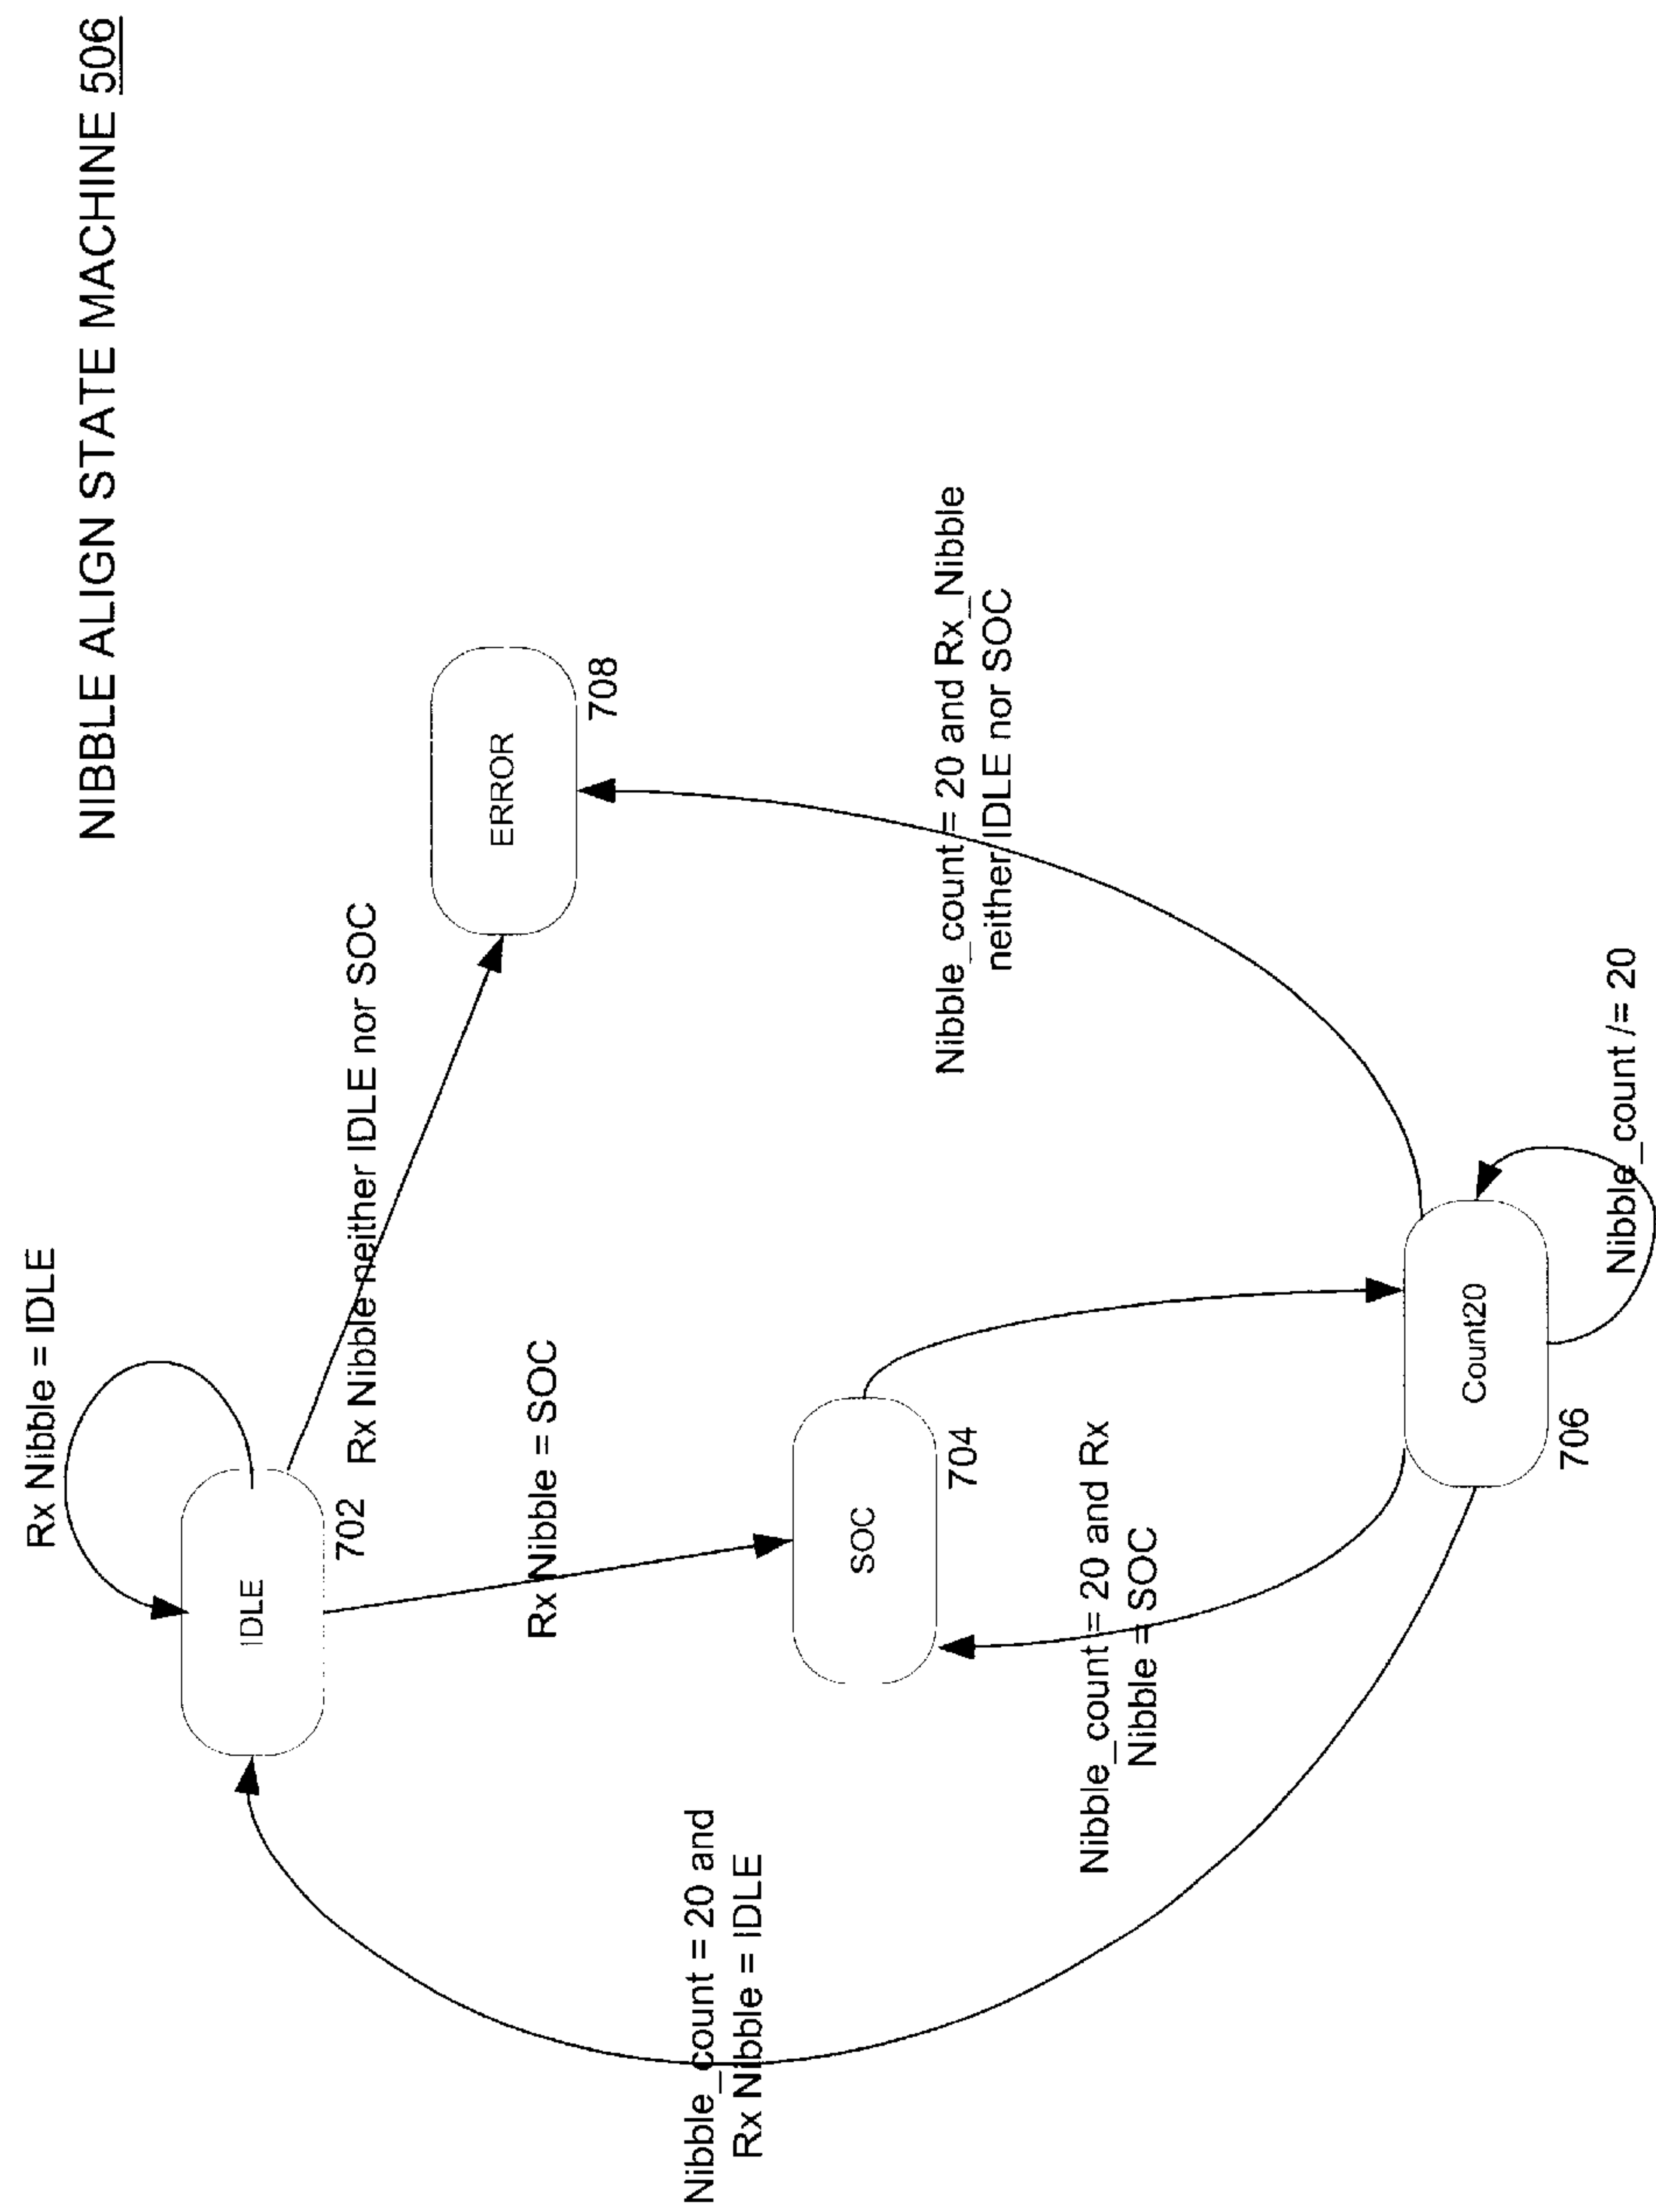 NIBBLE ALIGN STATE MACHINE 506
Rx Nibble = IDLE
IDLE
702
Rx Nibble neither IDLE nor SOC
ERROR
708
Rx Nibble = SOC
Nibble_count = 20 and
Rx Nibble = IDLE
SOC
704
Nibble_count = 20 and Rx_Nibble
neither IDLE nor SOC
Nibble_count = 20 and Rx
Nibble = SOC
Count20
706
Nibble_count /= 20